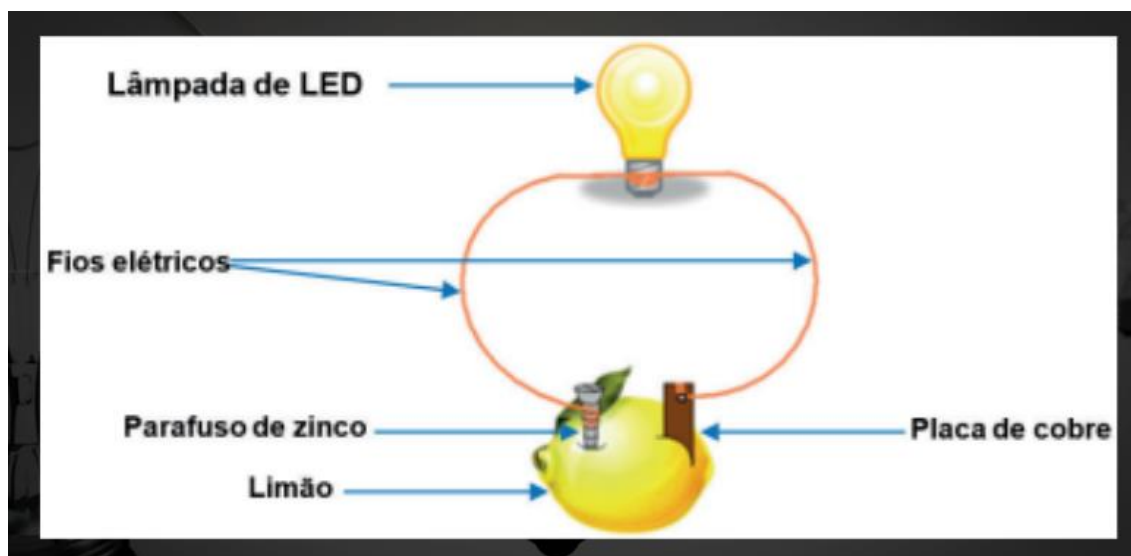 Lâmpada de LED
Fios elétricos
Parafuso de zinco
Placa de cobre
Limão